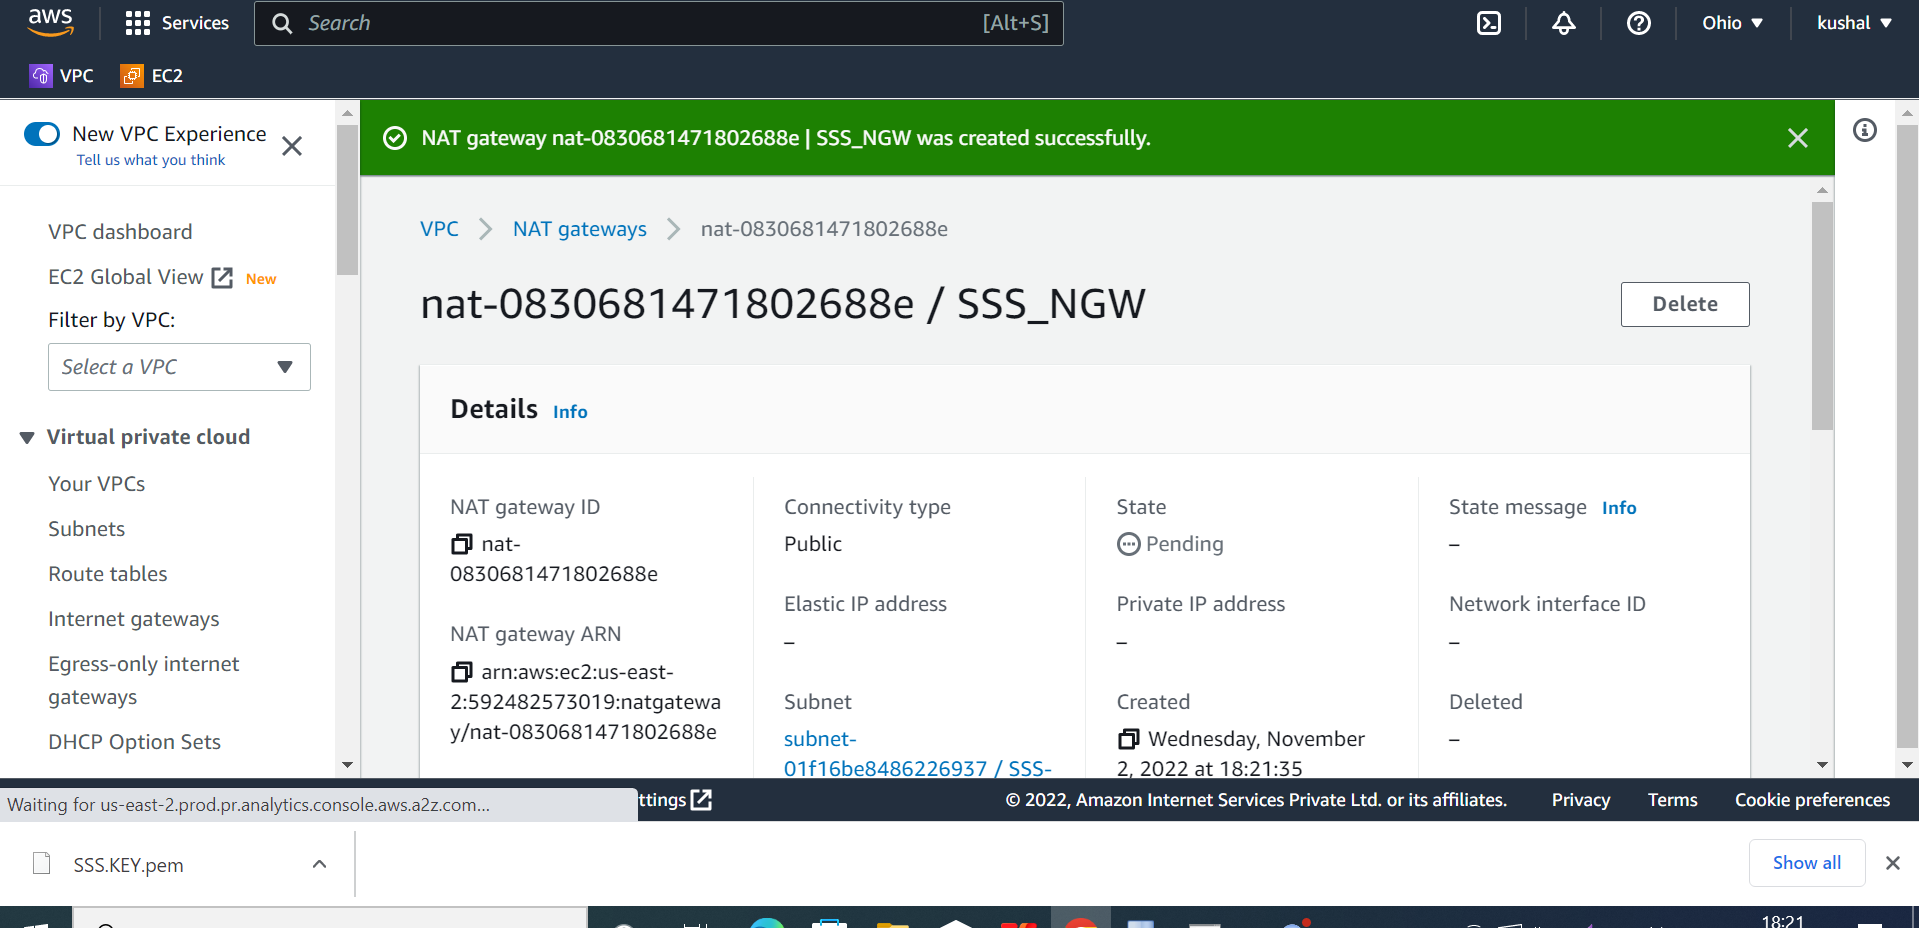 aws
Services
Search
[Alt+S]
Ohio
kushal
VPC
EC2
New VPC Experience
Tell us what you think
VPC dashboard
EC2 Global View
New
Filter by VPC:
Select a VPC
Virtual private cloud
Your VPCs
Subnets
Route tables
Internet gateways
Egress-only internet
gateways
DHCP Option Sets
NAT gateway nat-0830681471802688e | SSS_NGW was created successfully.
VPC
NAT gateways
nat-0830681471802688e
nat-0830681471802688e / SSS_NGW
Delete
Details
Info
NAT gateway ID
nat-
0830681471802688e
NAT gateway ARN
arn:aws:ec2:us-east-
2:592482573019:natgatewa
y/nat-0830681471802688e
Connectivity type
Public
Elastic IP address
–
Subnet
subnet-
01f16be8486226937 / SSS-
State
Pending
Private IP address
–
Created
Wednesday, November
2, 2022 at 18:21:35
State message
Info
–
Network interface ID
–
Deleted
–
Waiting for us-east-2.prod.pr.analytics.console.aws.a2z.com...
ttings
© 2022, Amazon Internet Services Private Ltd. or its affiliates.
Privacy
Terms
Cookie preferences
SSS.KEY.pem
Show all
18:21